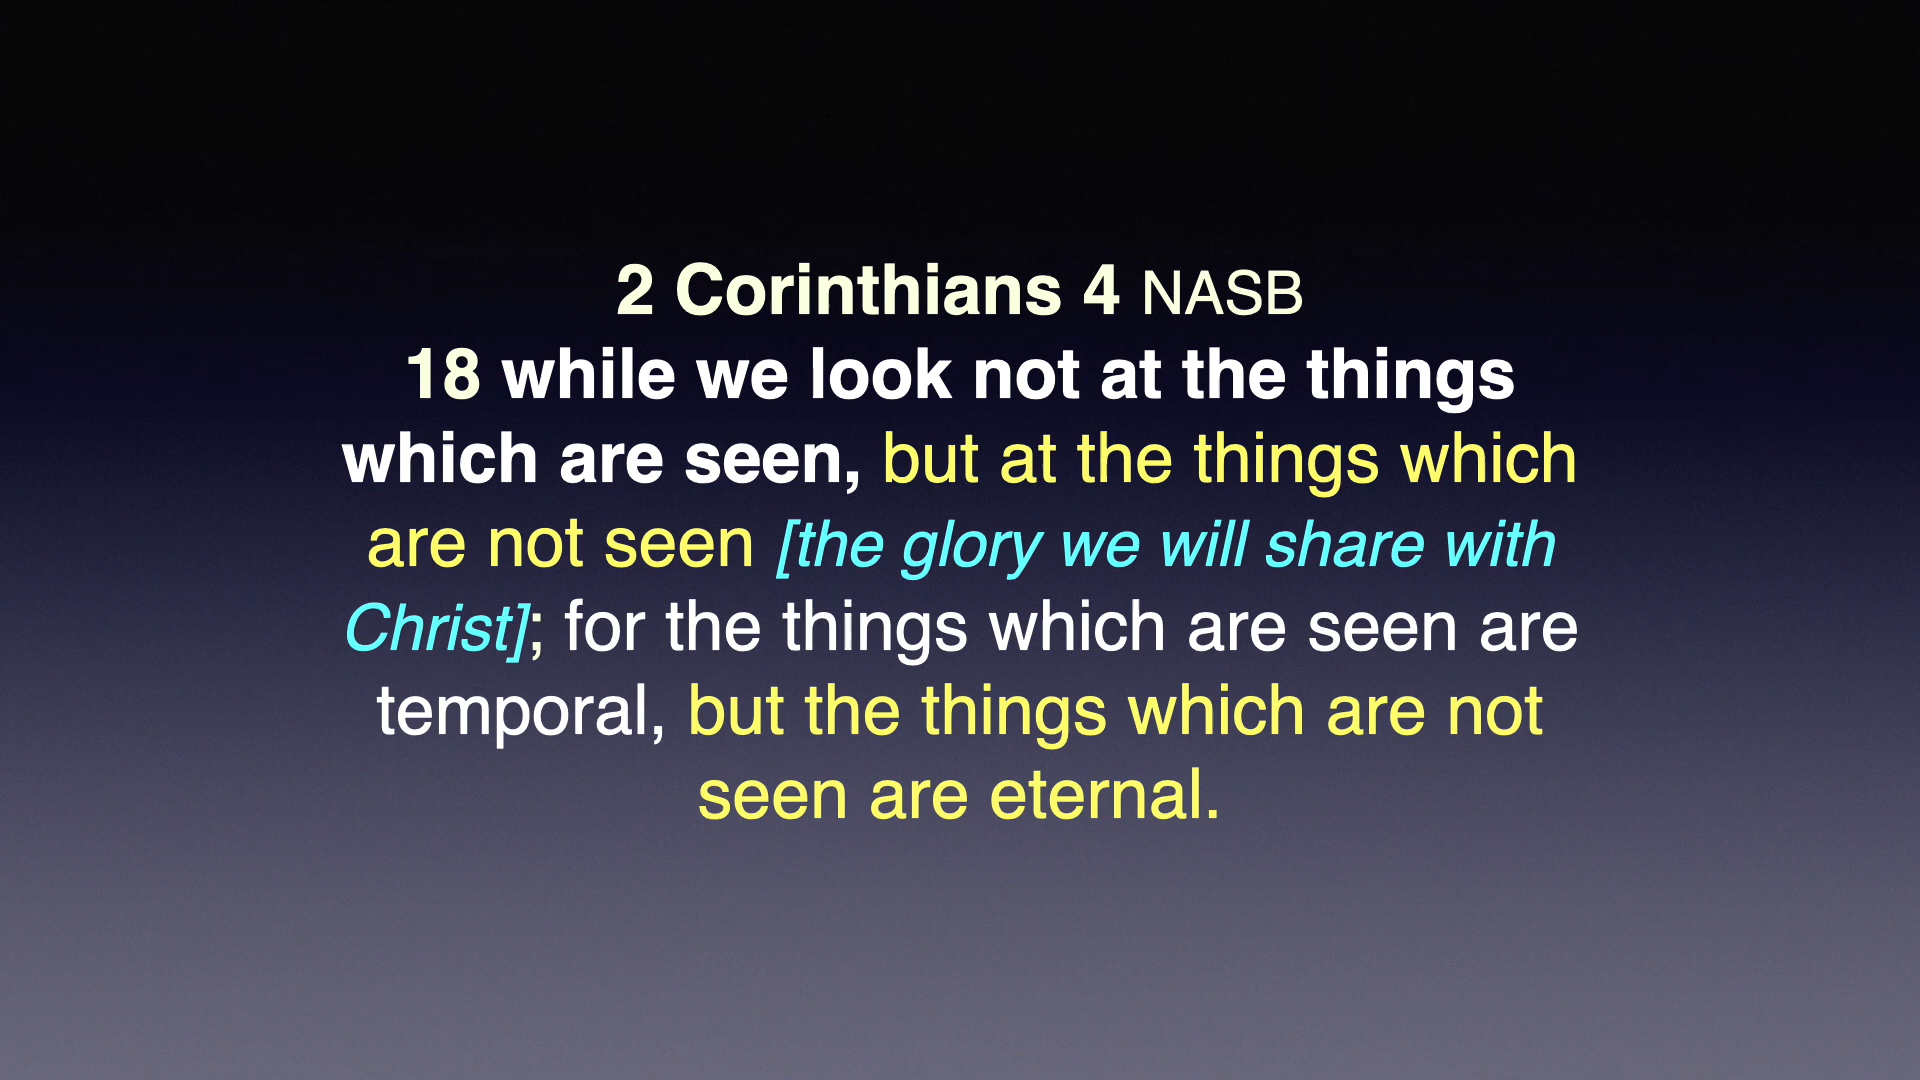 2 Corinthians 4 NASB
18 while we look not at the things
which are seen, but at the things which
are not seen [the glory we will share with
Christ]; for the things which are seen are
temporal, but the things which are not
seen are eternal.